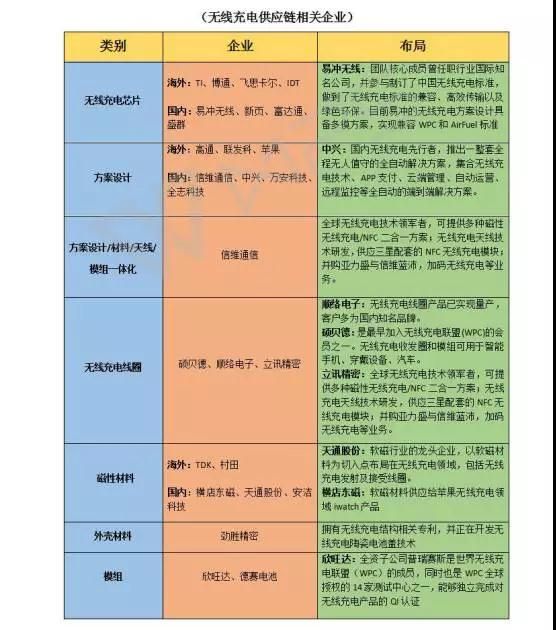 （无线充电供应链相关企业）
类别
企业
布局
无线充电芯片
海外：TI、博通、飞思卡尔、IDT
国内：易冲无线、新页、富达通、
盛群
易冲无线：团队核心成员曾任职行业国际知
名公司，并参与制订了中国无线充电标准，
做到了无线充电标准的兼容、高效传输以及
绿色环保。目前易冲的无线充电方案设计具
备多模方案，实现兼容 WPC 和 AirFuel 标准
方案设计
海外：高通、联发科、苹果
国内：信维通信、中兴、万安科技、
全志科技
中兴：国内无线充电先行者，推出一整套全
程无人值守的全自动解决方案，集合无线充
电技术、APP 支付、云端管理、自动运营、
远程监控等全自动的端到端解决方案。
方案设计/材料/天线/
模组一体化
信维通信
全球无线充电技术领军者，可提供多种磁性
无线充电/NFC 二合一方案；无线充电天线技
术研发，供应三星配套的 NFC 无线充电模块；
并购亚力盛与信维蓝沛，加码无线充电等业
务。
无线充电线圈
硕贝德、顺络电子、立讯精密
顺络电子：无线充电线圈产品已实现量产，
客户多为国内知名品牌。
硕贝德：是最早加入无线充电联盟(WPC)的会
员之一。无线充电收发圈和模组可用于智能
手机、穿戴设备、汽车。
立讯精密：全球无线充电技术领军者，可提
供多种磁性无线充电/NFC 二合一方案；无线
充电天线技术研发，供应三星配套的 NFC 无
线充电模块；并购亚力盛与信维蓝沛，加码
无线充电等业务。
磁性材料
海外：TDK、村田
国内：横店东磁、天通股份、安洁
科技
天通股份：软磁行业的龙头企业，以软磁材
料为切入点布局在无线充电领域，包括无线
充电发射及接受线圈。
横店东磁：软磁材料供应给苹果无线充电领
域 iwatch 产品
外壳材料
劲胜精密
拥有无线充电结构相关专利，并正在开发无
线充电陶瓷电池盖技术
模组
欣旺达、德赛电池
欣旺达：全资子公司普瑞赛斯是世界无线充
电联盟（WPC）的成员，同时也是 WPC 全球
授权的 14 家测试中心之一，能够独立完成对
无线充电产品的 QI 认证